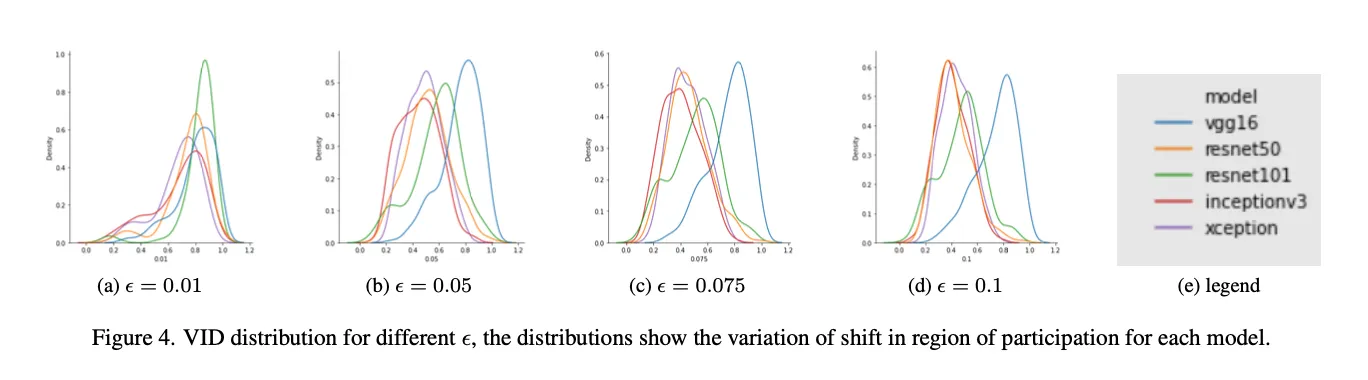 1.0
0.8
0.6
0.4
0.2
0.0
Density
0.0 0.2 0.4 0.6 0.8 1.0 1.2
0.01
(a) ϵ = 0.01
0.5
0.4
0.3
0.2
0.1
0.0
Density
0.0 0.2 0.4 0.6 0.8 1.0 1.2
0.05
(b) ϵ = 0.05
0.6
0.5
0.4
0.3
0.2
0.1
0.0
Density
0.0 0.2 0.4 0.6 0.8 1.0 1.2
0.075
(c) ϵ = 0.075
0.6
0.5
0.4
0.3
0.2
0.1
0.0
Density
0.0 0.2 0.4 0.6 0.8 1.0 1.2
0.1
(d) ϵ = 0.1
model
vgg16
resnet50
resnet101
inceptionv3
xception
(e) legend
Figure 4. VID distribution for different ϵ, the distributions show the variation of shift in region of participation for each model.